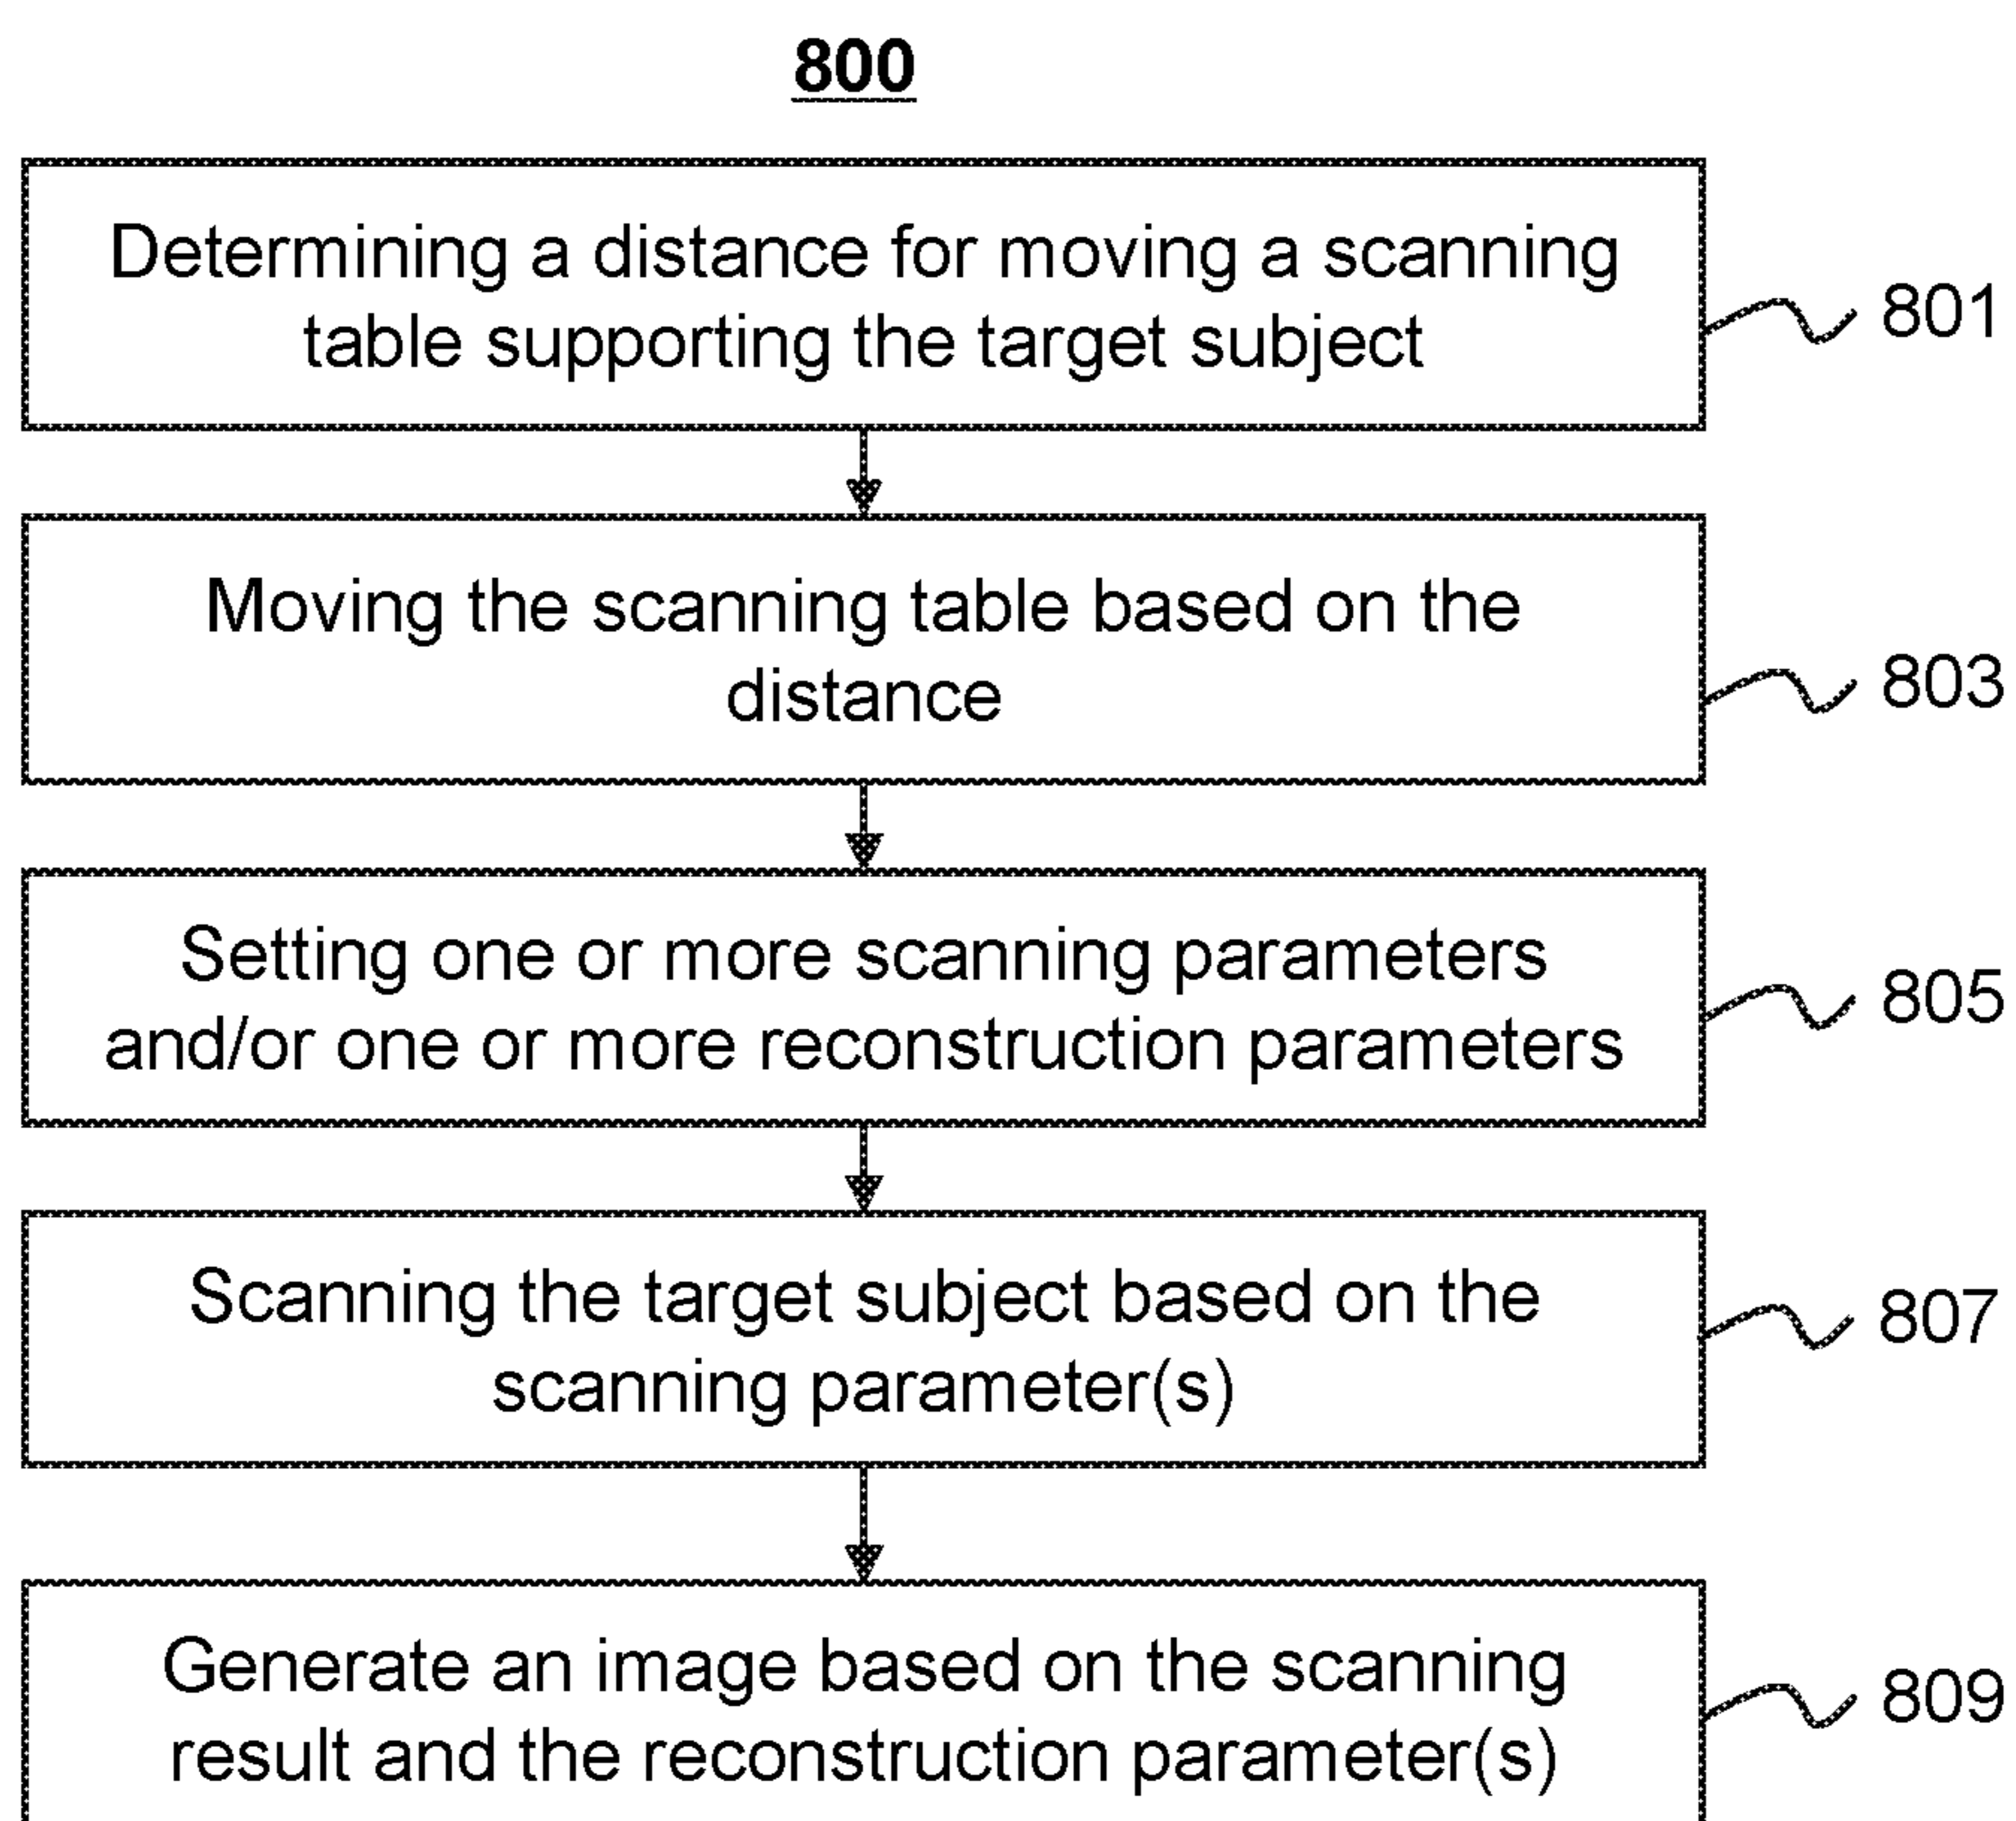 800
Determining a distance for moving a scanning
table supporting the target subject
801
Moving the scanning table based on the
distance
803
Setting one or more scanning parameters
and/or one or more reconstruction parameters
805
Scanning the target subject based on the
scanning parameter(s)
807
Generate an image based on the scanning
result and the reconstruction parameter(s)
809